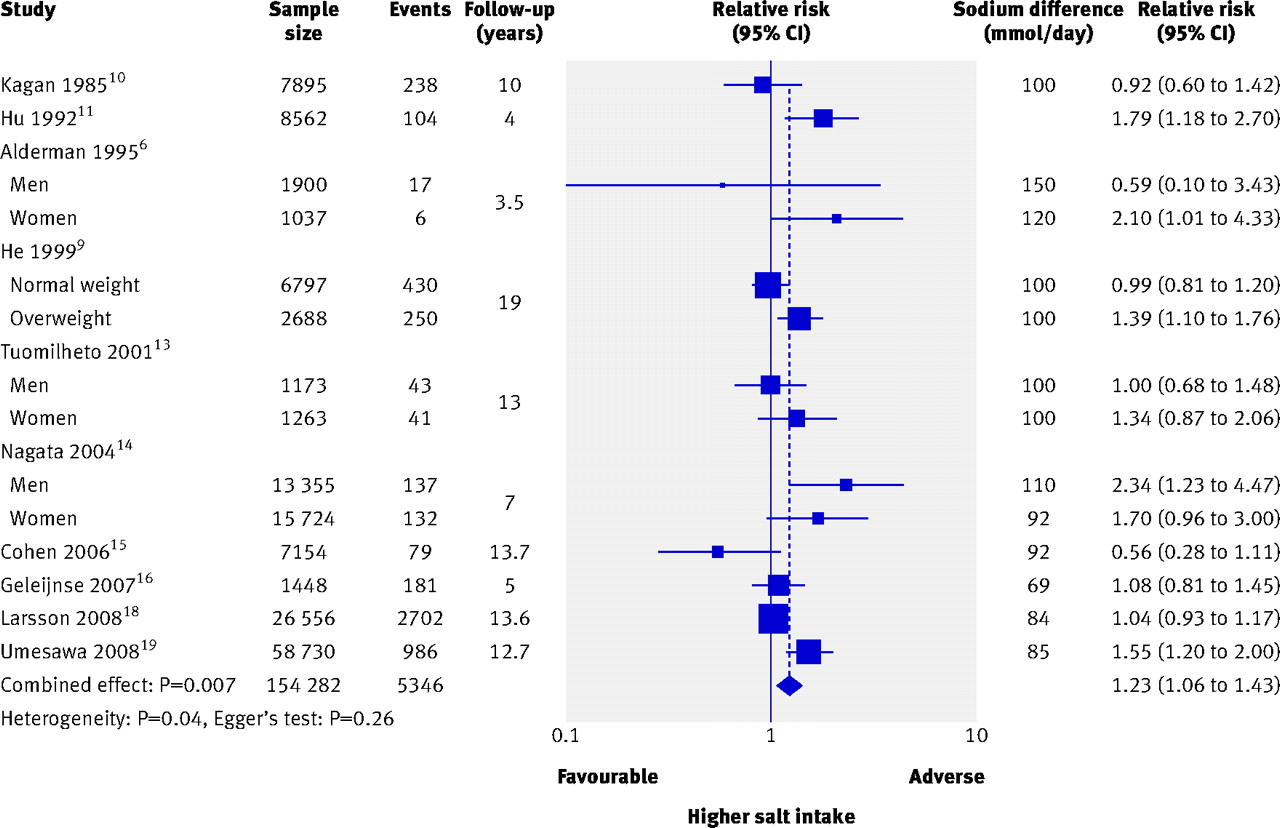 Study Sample size Events Follow-up (years) Relative risk (95% CI) Sodium difference (mmol/day) Relative risk (95% CI)
Kagan 1985¹⁰ 7895 238 10 100 0.92 (0.60 to 1.42)
Hu 1992¹¹ 8562 104 4 1.79 (1.18 to 2.70)
Alderman 1995⁶ 3.5
Men 1900 17 150 0.59 (0.10 to 3.43)
Women 1037 6 120 2.10 (1.01 to 4.33)
He 1999⁹ 19
Normal weight 6797 430 100 0.99 (0.81 to 1.20)
Overweight 2688 250 100 1.39 (1.10 to 1.76)
Tuomilheto 2001¹³ 13
Men 1173 43 100 1.00 (0.68 to 1.48)
Women 1263 41 100 1.34 (0.87 to 2.06)
Nagata 2004¹⁴ 7
Men 13 355 137 110 2.34 (1.23 to 4.47)
Women 15 724 132 92 1.70 (0.96 to 3.00)
Cohen 2006¹⁵ 7154 79 13.7 92 0.56 (0.28 to 1.11)
Geleijnse 2007¹⁶ 1448 181 5 69 1.08 (0.81 to 1.45)
Larsson 2008¹⁸ 26 556 2702 13.6 84 1.04 (0.93 to 1.17)
Umesawa 2008¹⁹ 58 730 986 12.7 85 1.55 (1.20 to 2.00)
Combined effect: P=0.007 154 282 5346 1.23 (1.06 to 1.43)
Heterogeneity: P=0.04, Egger's test: P=0.26
0.1 1 10
Favourable Adverse
Higher salt intake